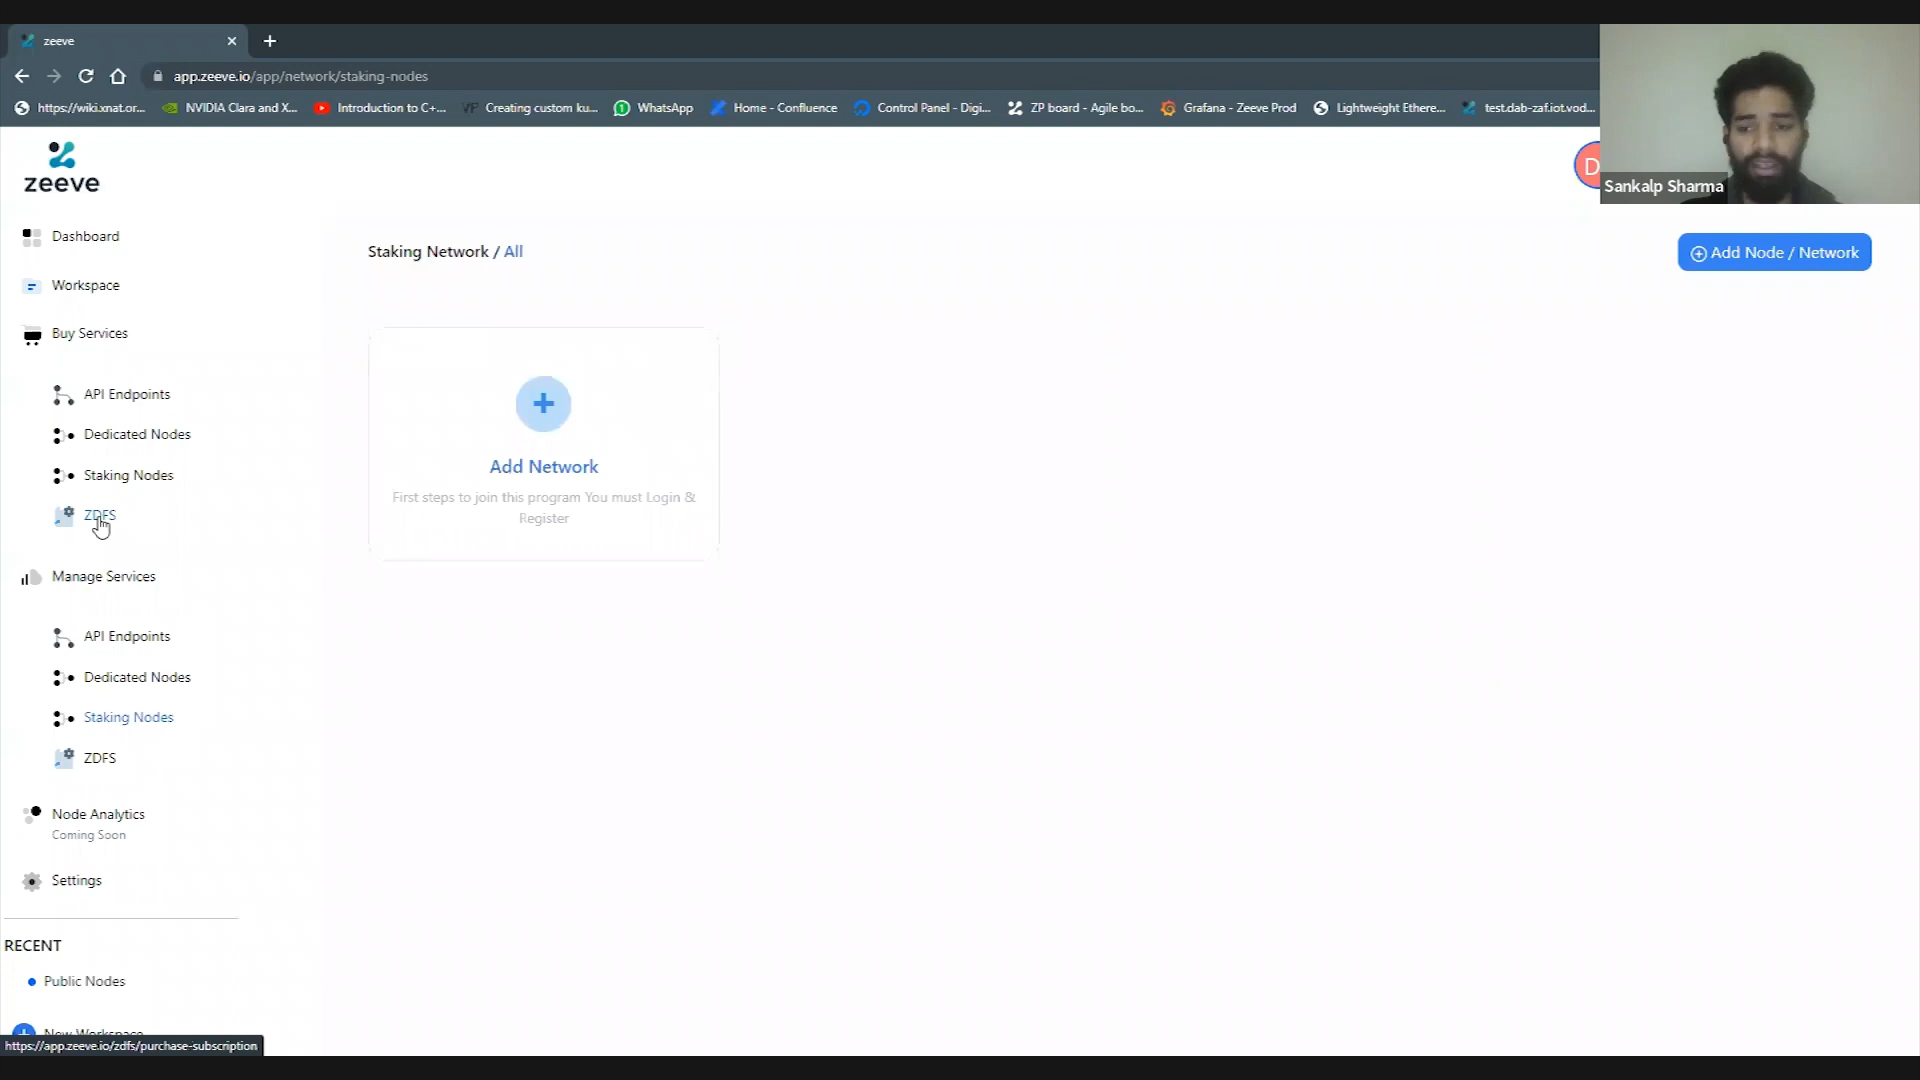 zeeve
app.zeeve.io/app/network/staking-nodes
https://wiki.xnat.or...
NVIDIA Clara and X...
Introduction to C+...
VF Creating custom ku...
WhatsApp
Home - Confluence
Control Panel - Digi...
ZP board - Agile bo...
Grafana - Zeeve Prod
Lightweight Ethere...
test.dab-zaf.iot.vod...
zeeve
D
Sankalp Sharma
Dashboard
Workspace
Buy Services
API Endpoints
Dedicated Nodes
Staking Nodes
ZDFS
Manage Services
API Endpoints
Dedicated Nodes
Staking Nodes
ZDFS
Node Analytics
Coming Soon
Settings
RECENT
Public Nodes
New Workspace
https://app.zeeve.io/zdfs/purchase-subscription
Staking Network / All
Add Node / Network
Add Network
First steps to join this program You must Login &
Register